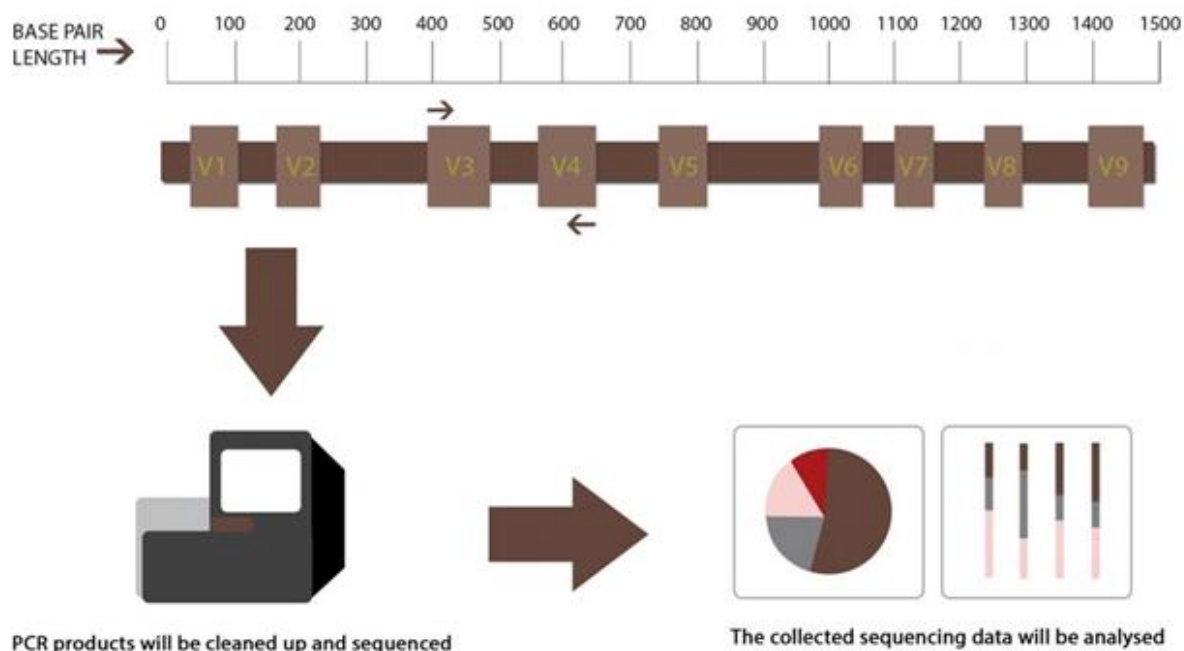 BASE PAIR
LENGTH
0 100 200 300 400 500 600 700 800 900 1000 1100 1200 1300 1400 1500
V1 V2 V3 V4 V5 V6 V7 V8 V9
PCR products will be cleaned up and sequenced
The collected sequencing data will be analysed